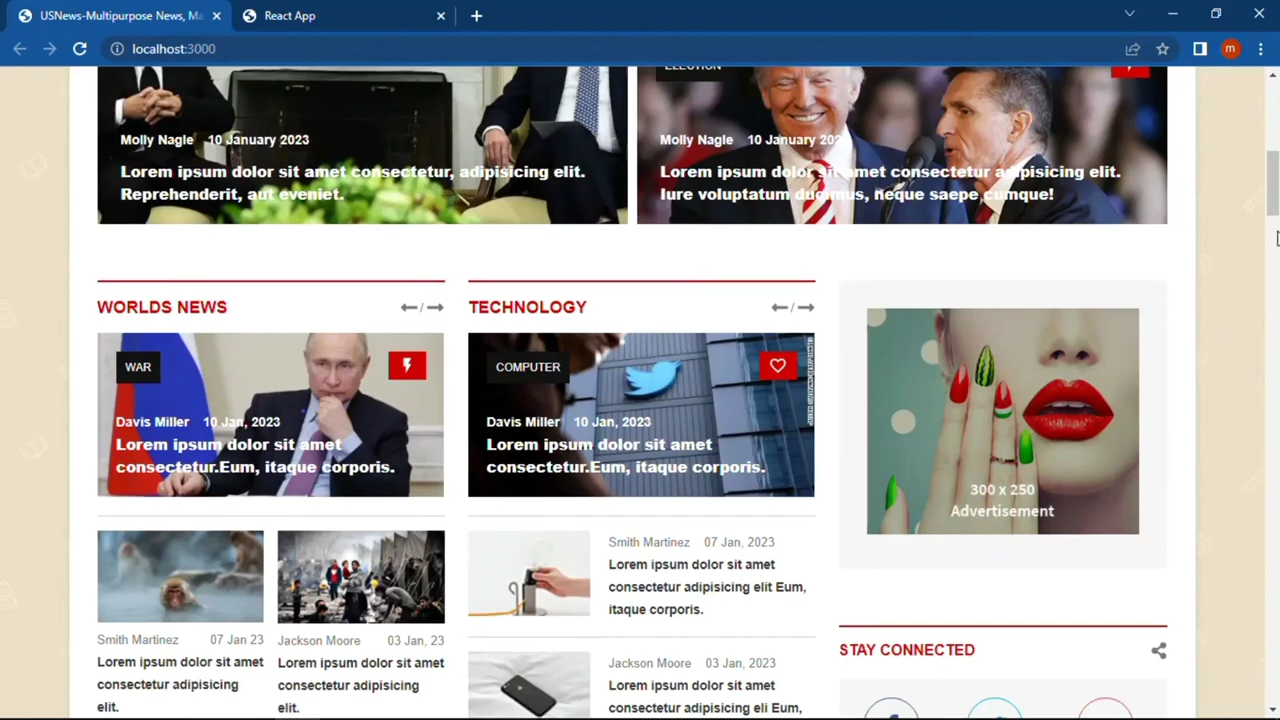 USNews-Multipurpose News, Ma
React App
localhost:3000
m
ELECTION
Molly Nagle 10 January 2023
Lorem ipsum dolor sit amet consectetur, adipisicing elit.
Reprehenderit, aut eveniet.
Molly Nagle 10 January 2023
Lorem ipsum dolor sit amet consectetur adipisicing elit.
Iure voluptatum ducimus, neque saepe cumque!
WORLDS NEWS
/
WAR
Davis Miller 10 Jan, 2023
Lorem ipsum dolor sit amet
consectetur.Eum, itaque corporis.
Smith Martinez 07 Jan 23
Lorem ipsum dolor sit amet
consectetur adipisicing
elit.
Jackson Moore 03 Jan, 23
Lorem ipsum dolor sit amet
consectetur adipisicing
elit.
TECHNOLOGY
/
COMPUTER
Davis Miller 10 Jan, 2023
Lorem ipsum dolor sit amet
consectetur.Eum, itaque corporis.
Smith Martinez 07 Jan, 2023
Lorem ipsum dolor sit amet
consectetur adipisicing elit Eum,
itaque corporis.
Jackson Moore 03 Jan, 2023
Lorem ipsum dolor sit amet
consectetur adipisicing eli Eum,
300 x 250
Advertisement
STAY CONNECTED